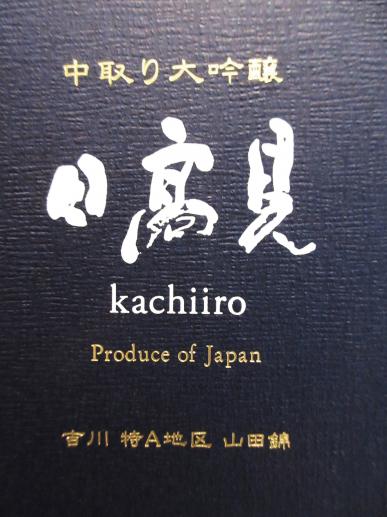 中取り大吟醸
日高見
kachiiro
Produce of Japan
吉川 特A地区 山田錦